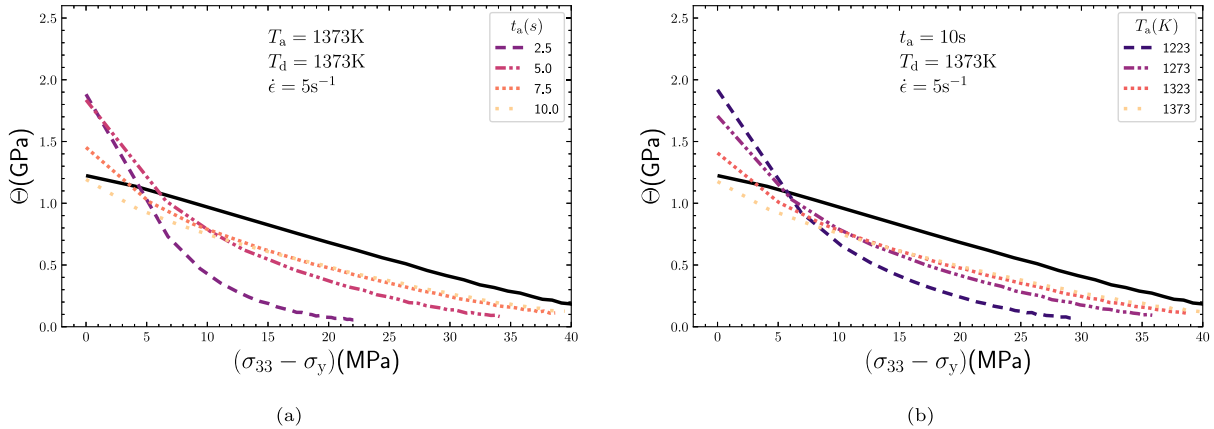 2.5
2.0
1.5
1.0
0.5
0.0
Θ(GPa)
T_a = 1373K
T_d = 1373K
ε̇ = 5s⁻¹
t_a(s)
2.5
5.0
7.5
10.0
0 5 10 15 20 25 30 35 40
(σ₃₃ − σ_y)(MPa)
(a)
2.5
2.0
1.5
1.0
0.5
0.0
Θ(GPa)
t_a = 10s
T_d = 1373K
ε̇ = 5s⁻¹
T_a(K)
1223
1273
1323
1373
0 5 10 15 20 25 30 35 40
(σ₃₃ − σ_y)(MPa)
(b)